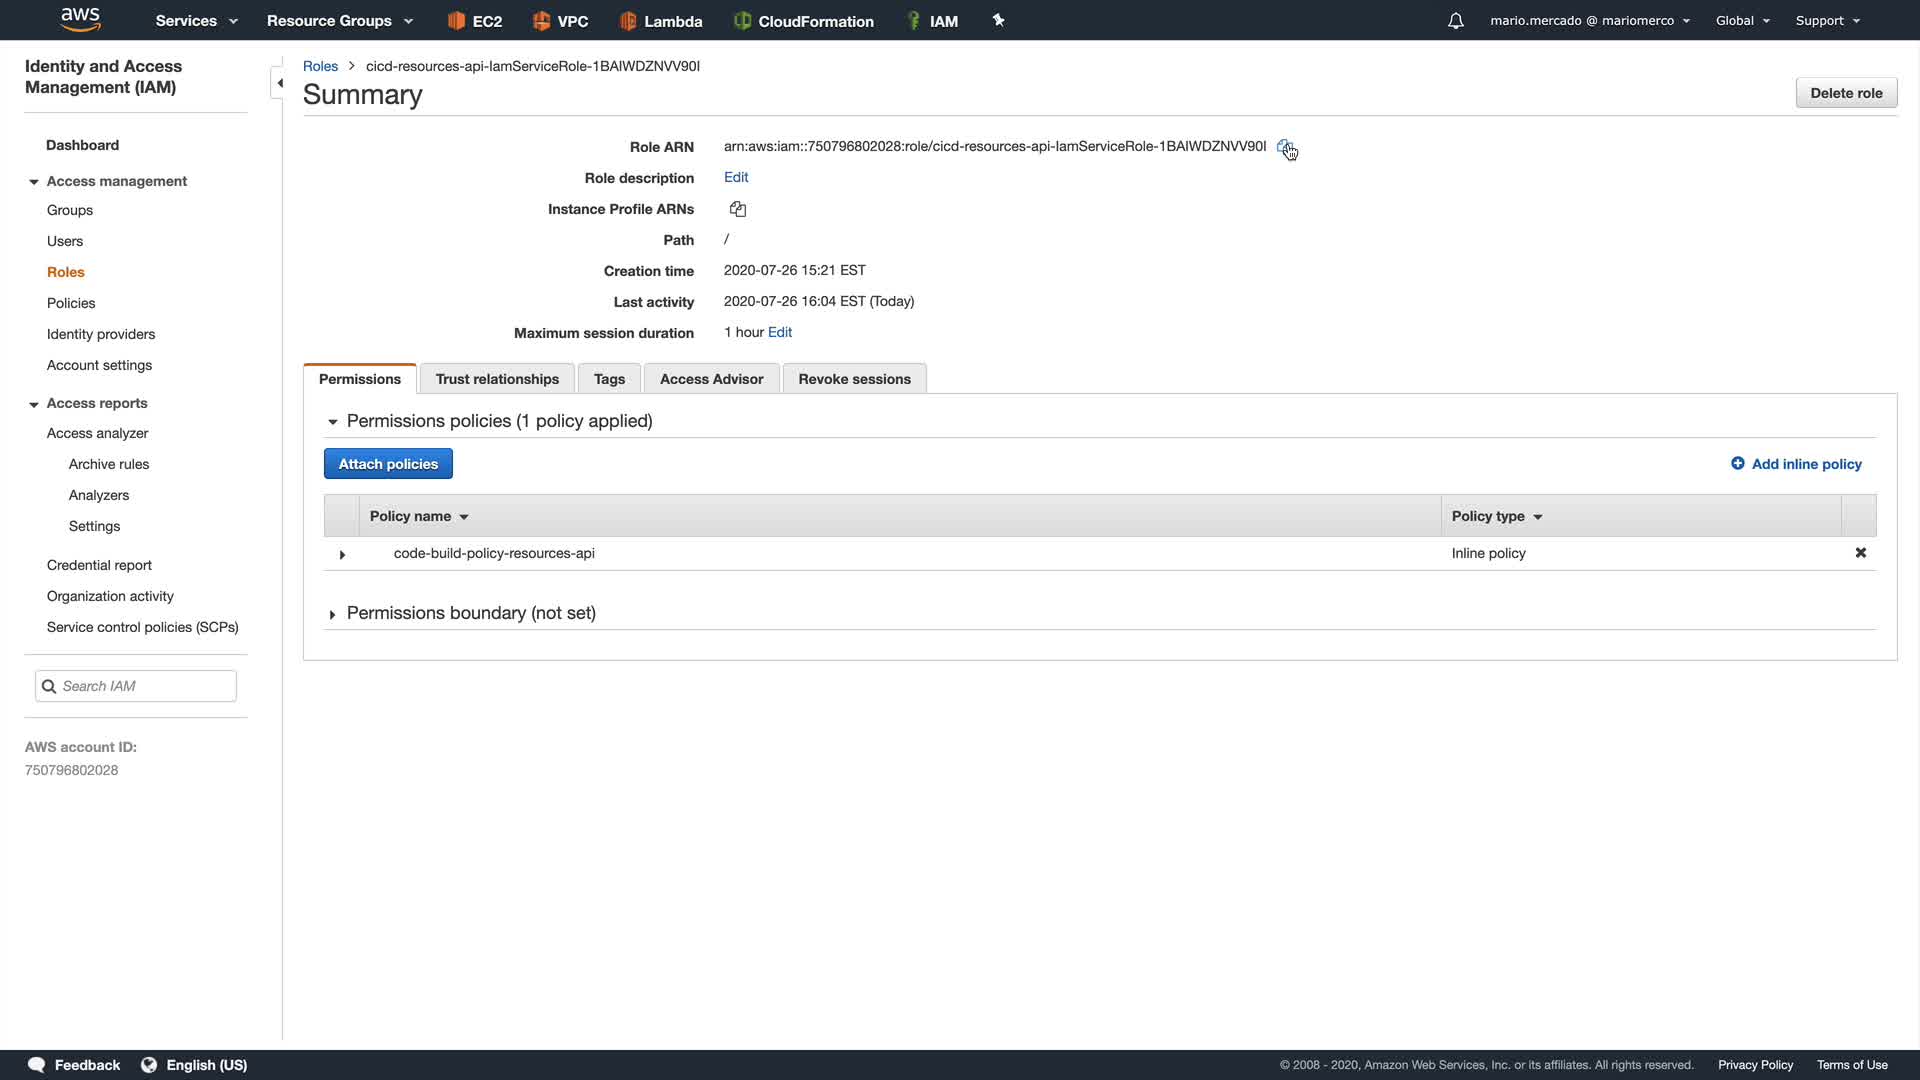 aws
Services
Resource Groups
EC2
VPC
Lambda
CloudFormation
IAM
mario.mercado @ mariomerco
Global
Support
Identity and Access
Management (IAM)
Dashboard
Access management
Groups
Users
Roles
Policies
Identity providers
Account settings
Access reports
Access analyzer
Archive rules
Analyzers
Settings
Credential report
Organization activity
Service control policies (SCPs)
Search IAM
AWS account ID:
750796802028
Roles > cicd-resources-api-IamServiceRole-1BAIWDZNVV90I
Summary
Delete role
Role ARN arn:aws:iam::750796802028:role/cicd-resources-api-IamServiceRole-1BAIWDZNVV90I
Role description Edit
Instance Profile ARNs
Path /
Creation time 2020-07-26 15:21 EST
Last activity 2020-07-26 16:04 EST (Today)
Maximum session duration 1 hour Edit
Permissions
Trust relationships
Tags
Access Advisor
Revoke sessions
Permissions policies (1 policy applied)
Attach policies
Add inline policy
Policy name
Policy type
code-build-policy-resources-api
Inline policy
Permissions boundary (not set)
Feedback
English (US)
© 2008 - 2020, Amazon Web Services, Inc. or its affiliates. All rights reserved.
Privacy Policy
Terms of Use